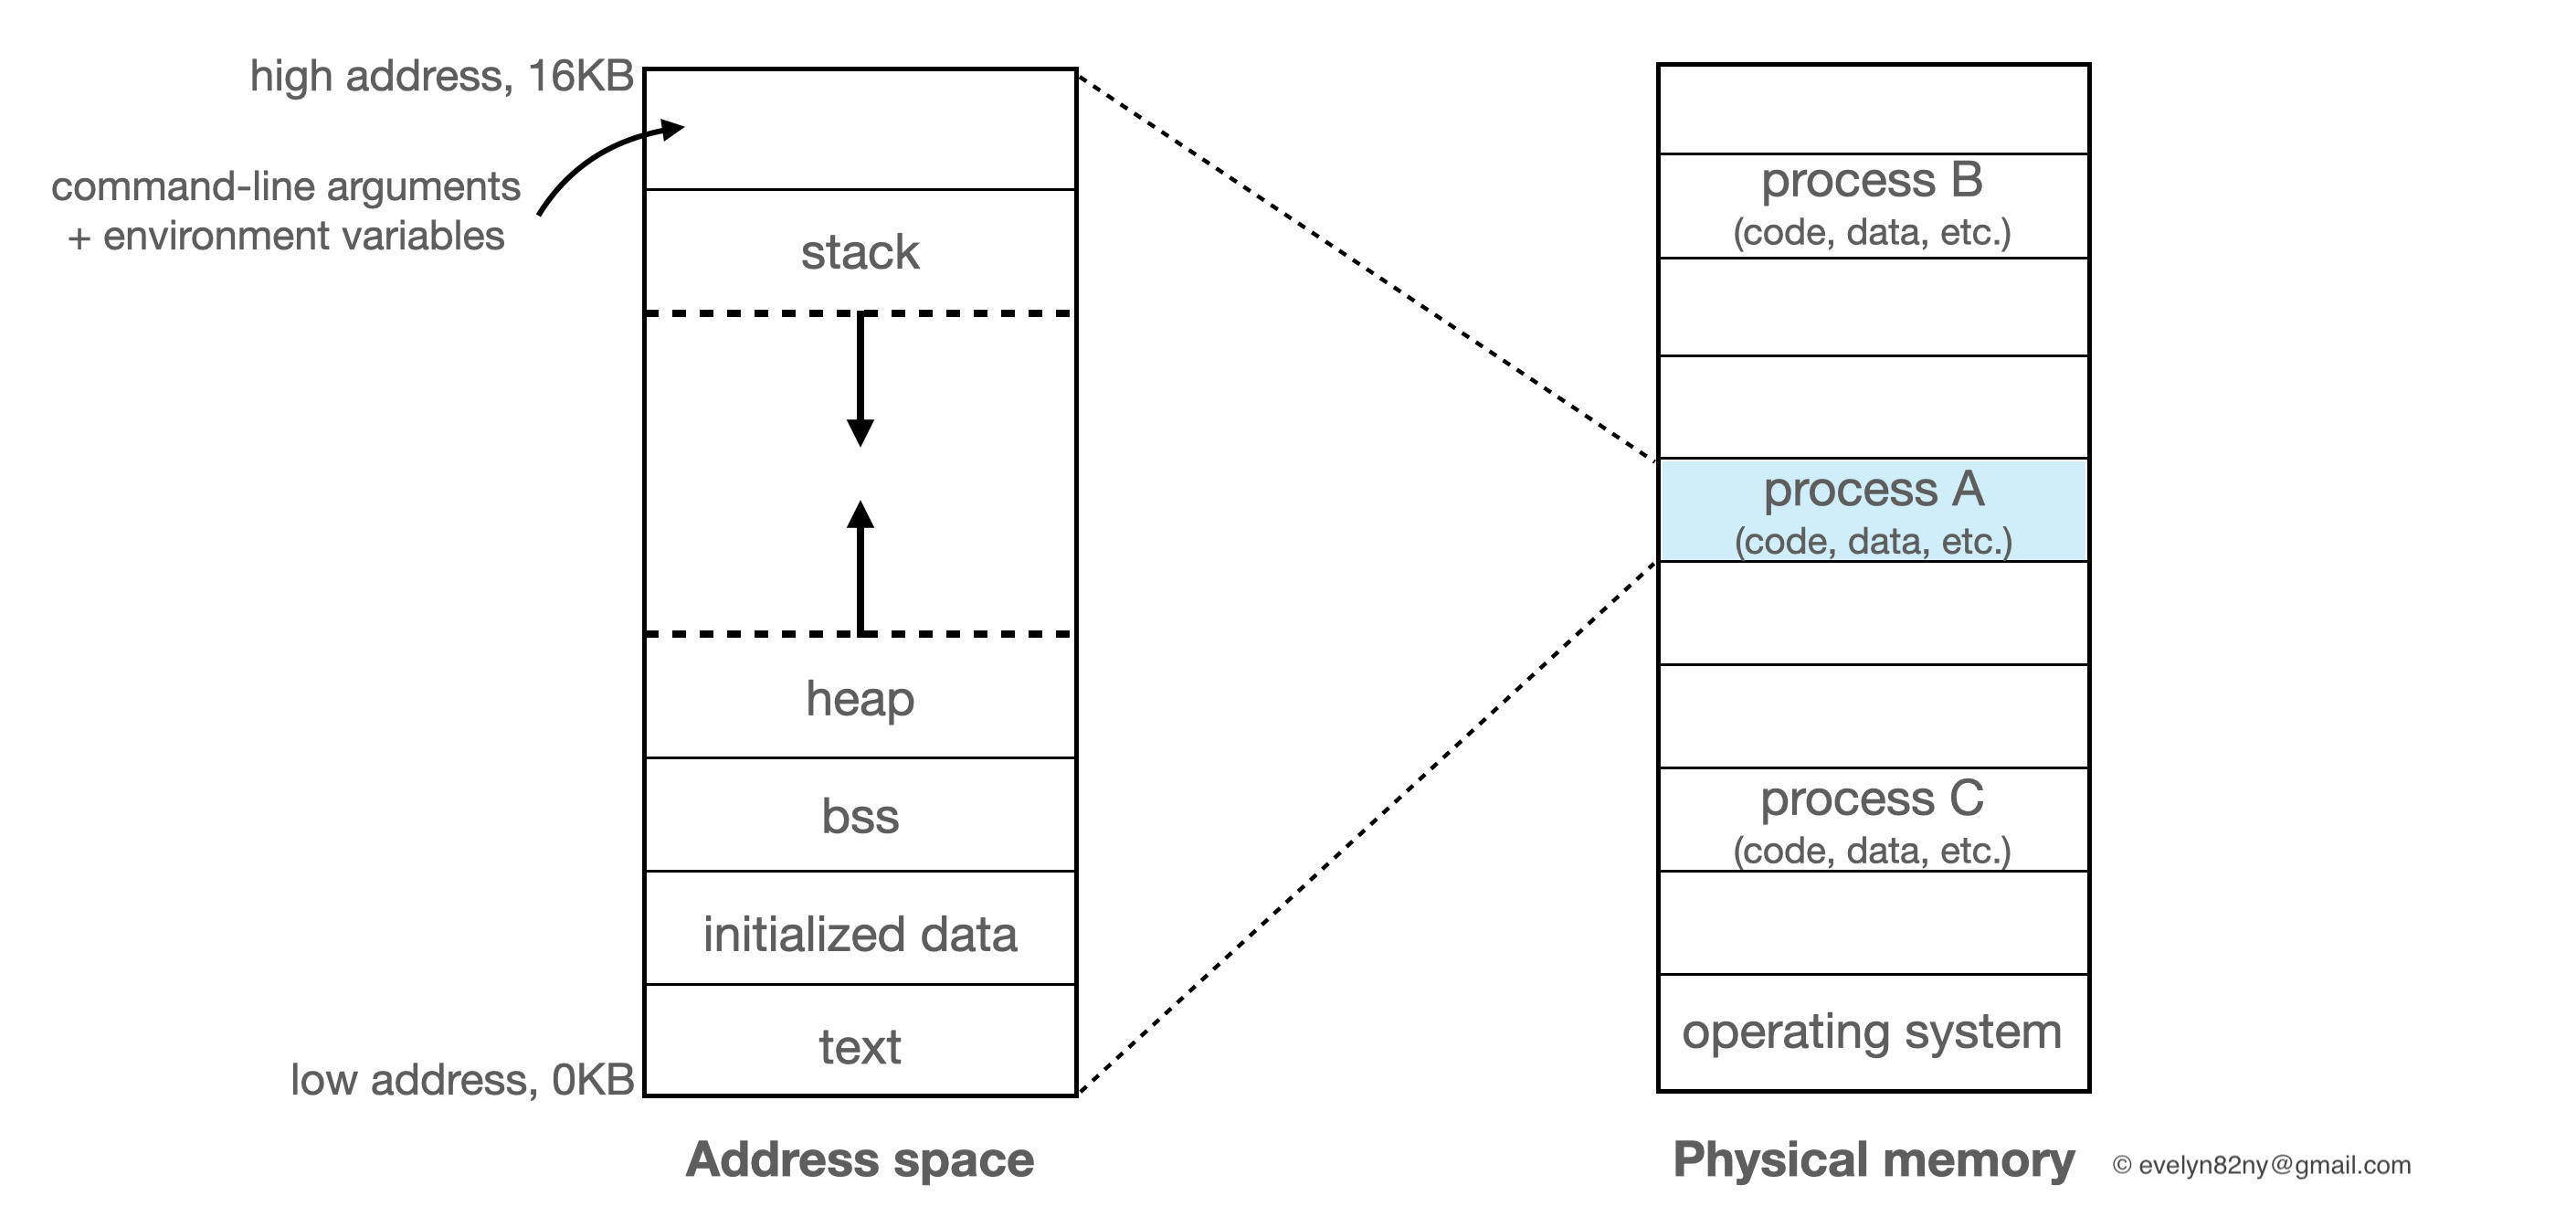 high address, 16KB
command-line arguments
+ environment variables
stack
heap
bss
initialized data
text
low address, 0KB
Address space
process B
(code, data, etc.)
process A
(code, data, etc.)
process C
(code, data, etc.)
operating system
Physical memory
© evelyn82ny@gmail.com